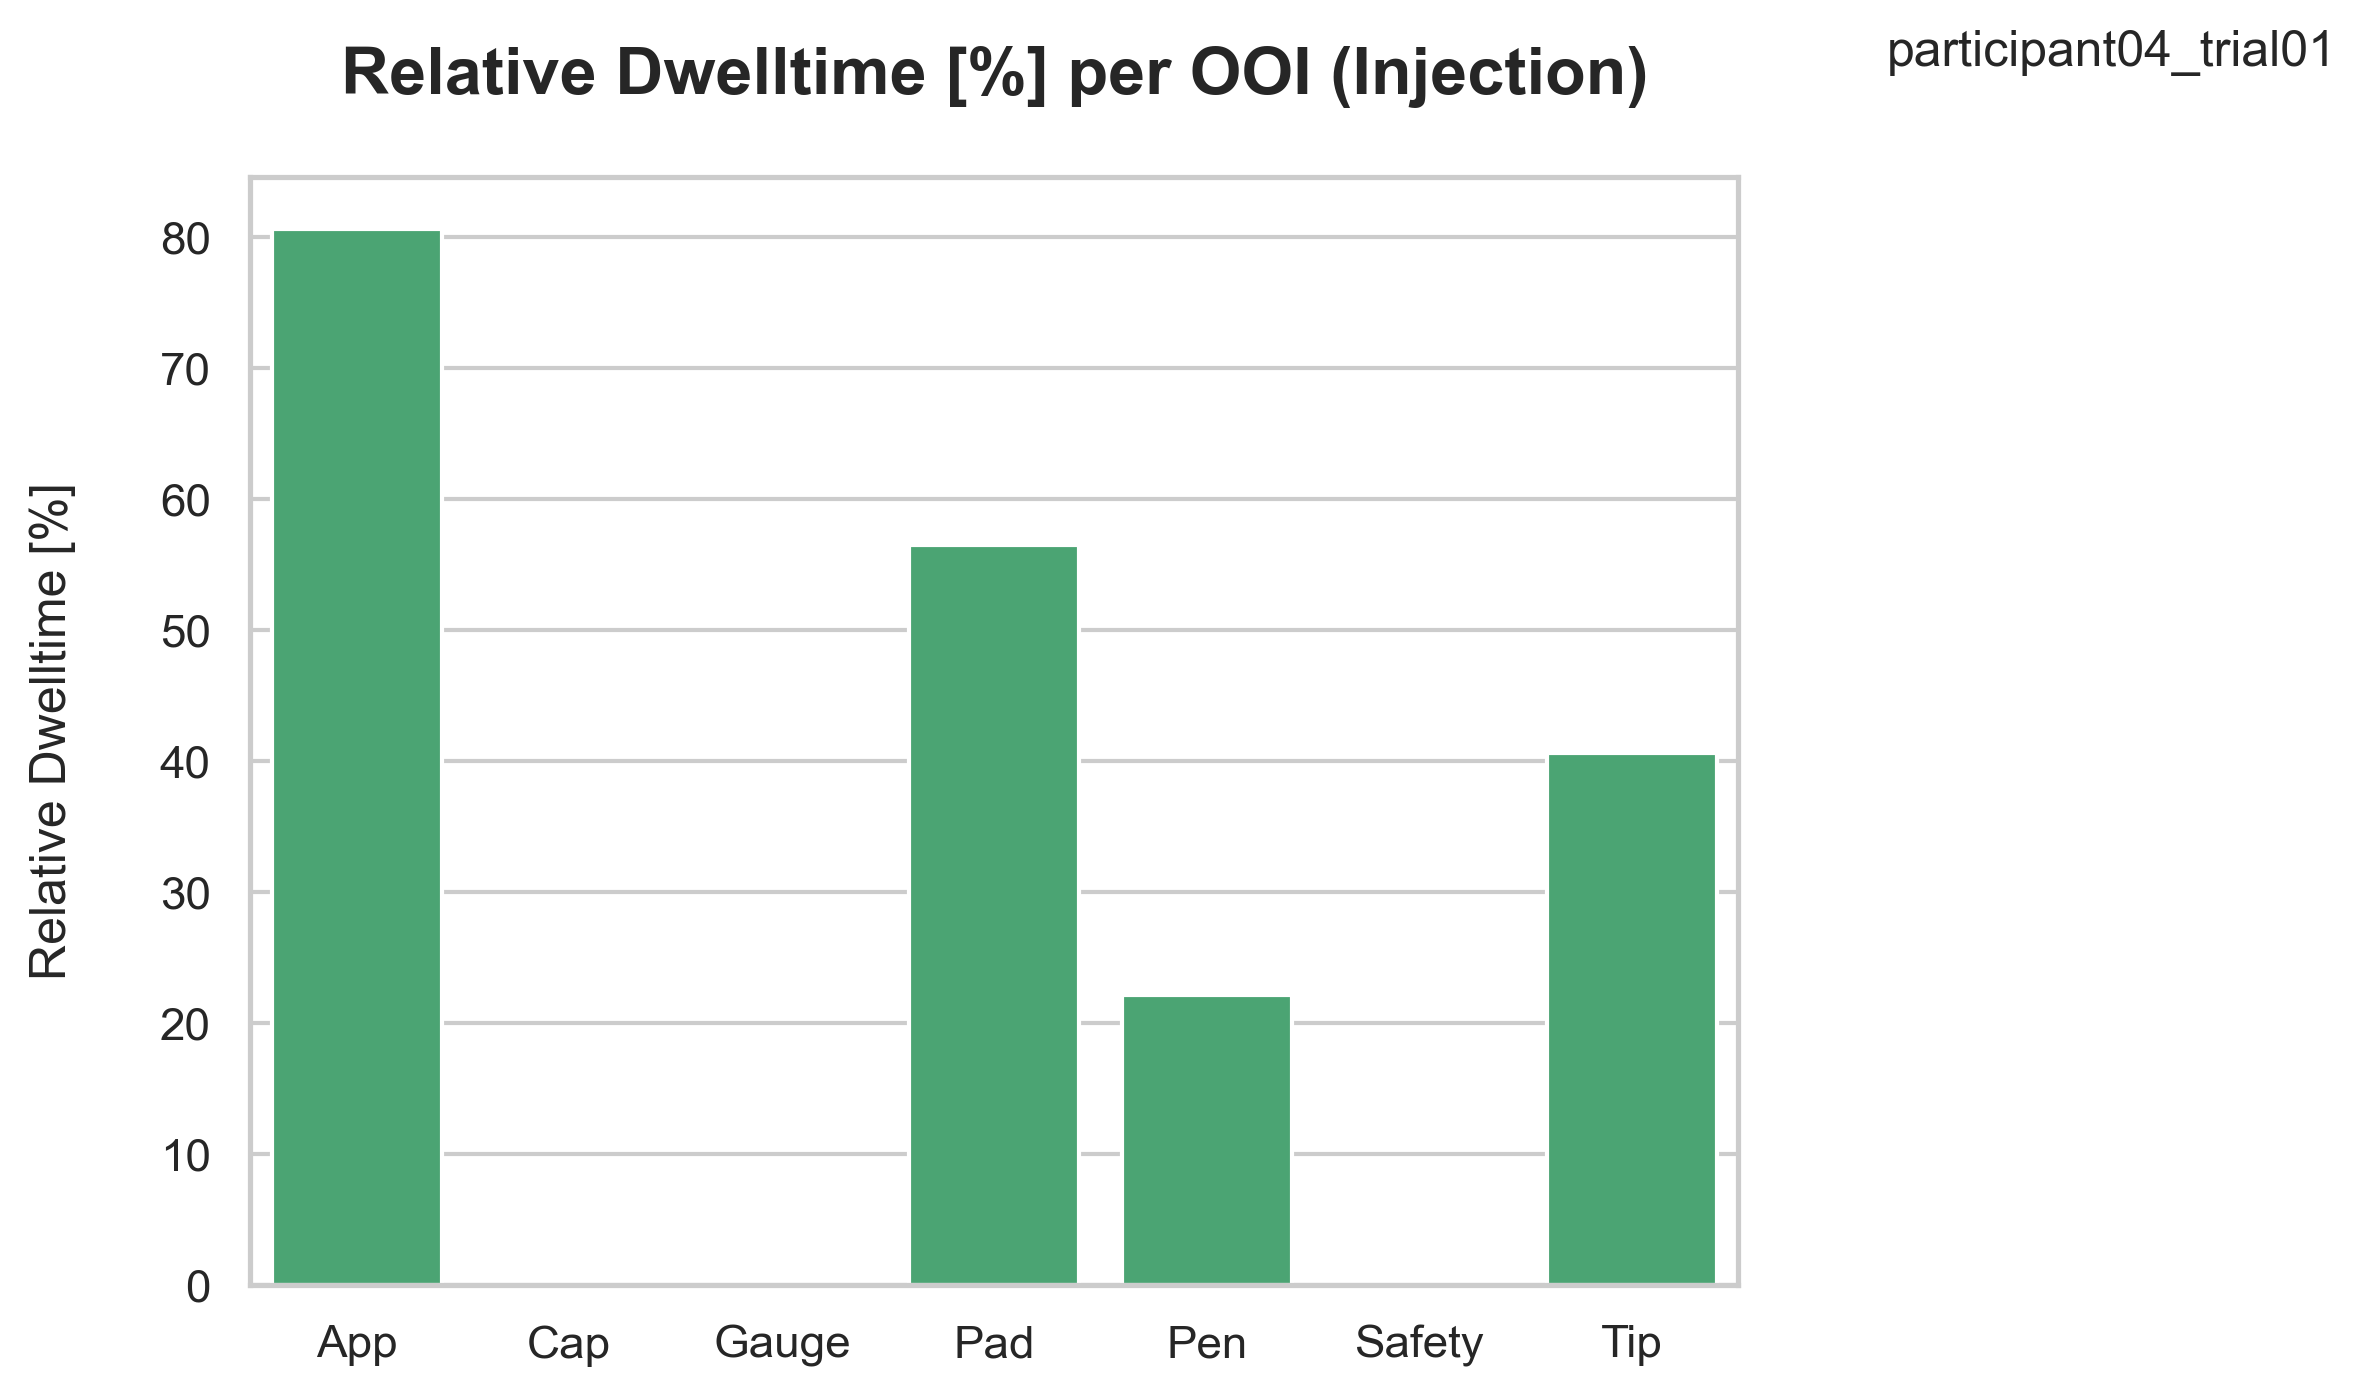 participant04_trial01
Relative Dwelltime [%] per OOI (Injection)
Relative Dwelltime [%]
80
70
60
50
40
30
20
10
0
App Cap Gauge Pad Pen Safety Tip